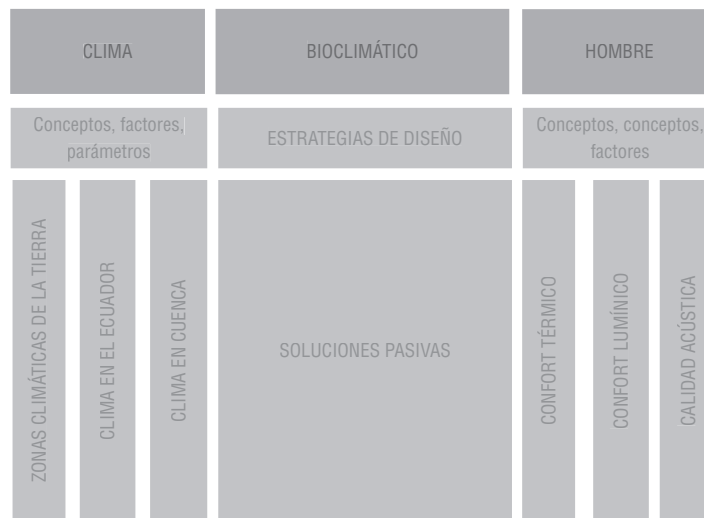 CLIMA
BIOCLIMÁTICO
HOMBRE
Conceptos, factores,
parámetros
ESTRATEGIAS DE DISEÑO
Conceptos, conceptos,
factores
ZONAS CLIMÁTICAS DE LA TIERRA
CLIMA EN EL ECUADOR
CLIMA EN CUENCA
SOLUCIONES PASIVAS
CONFORT TÉRMICO
CONFORT LUMÍNICO
CALIDAD ACÚSTICA